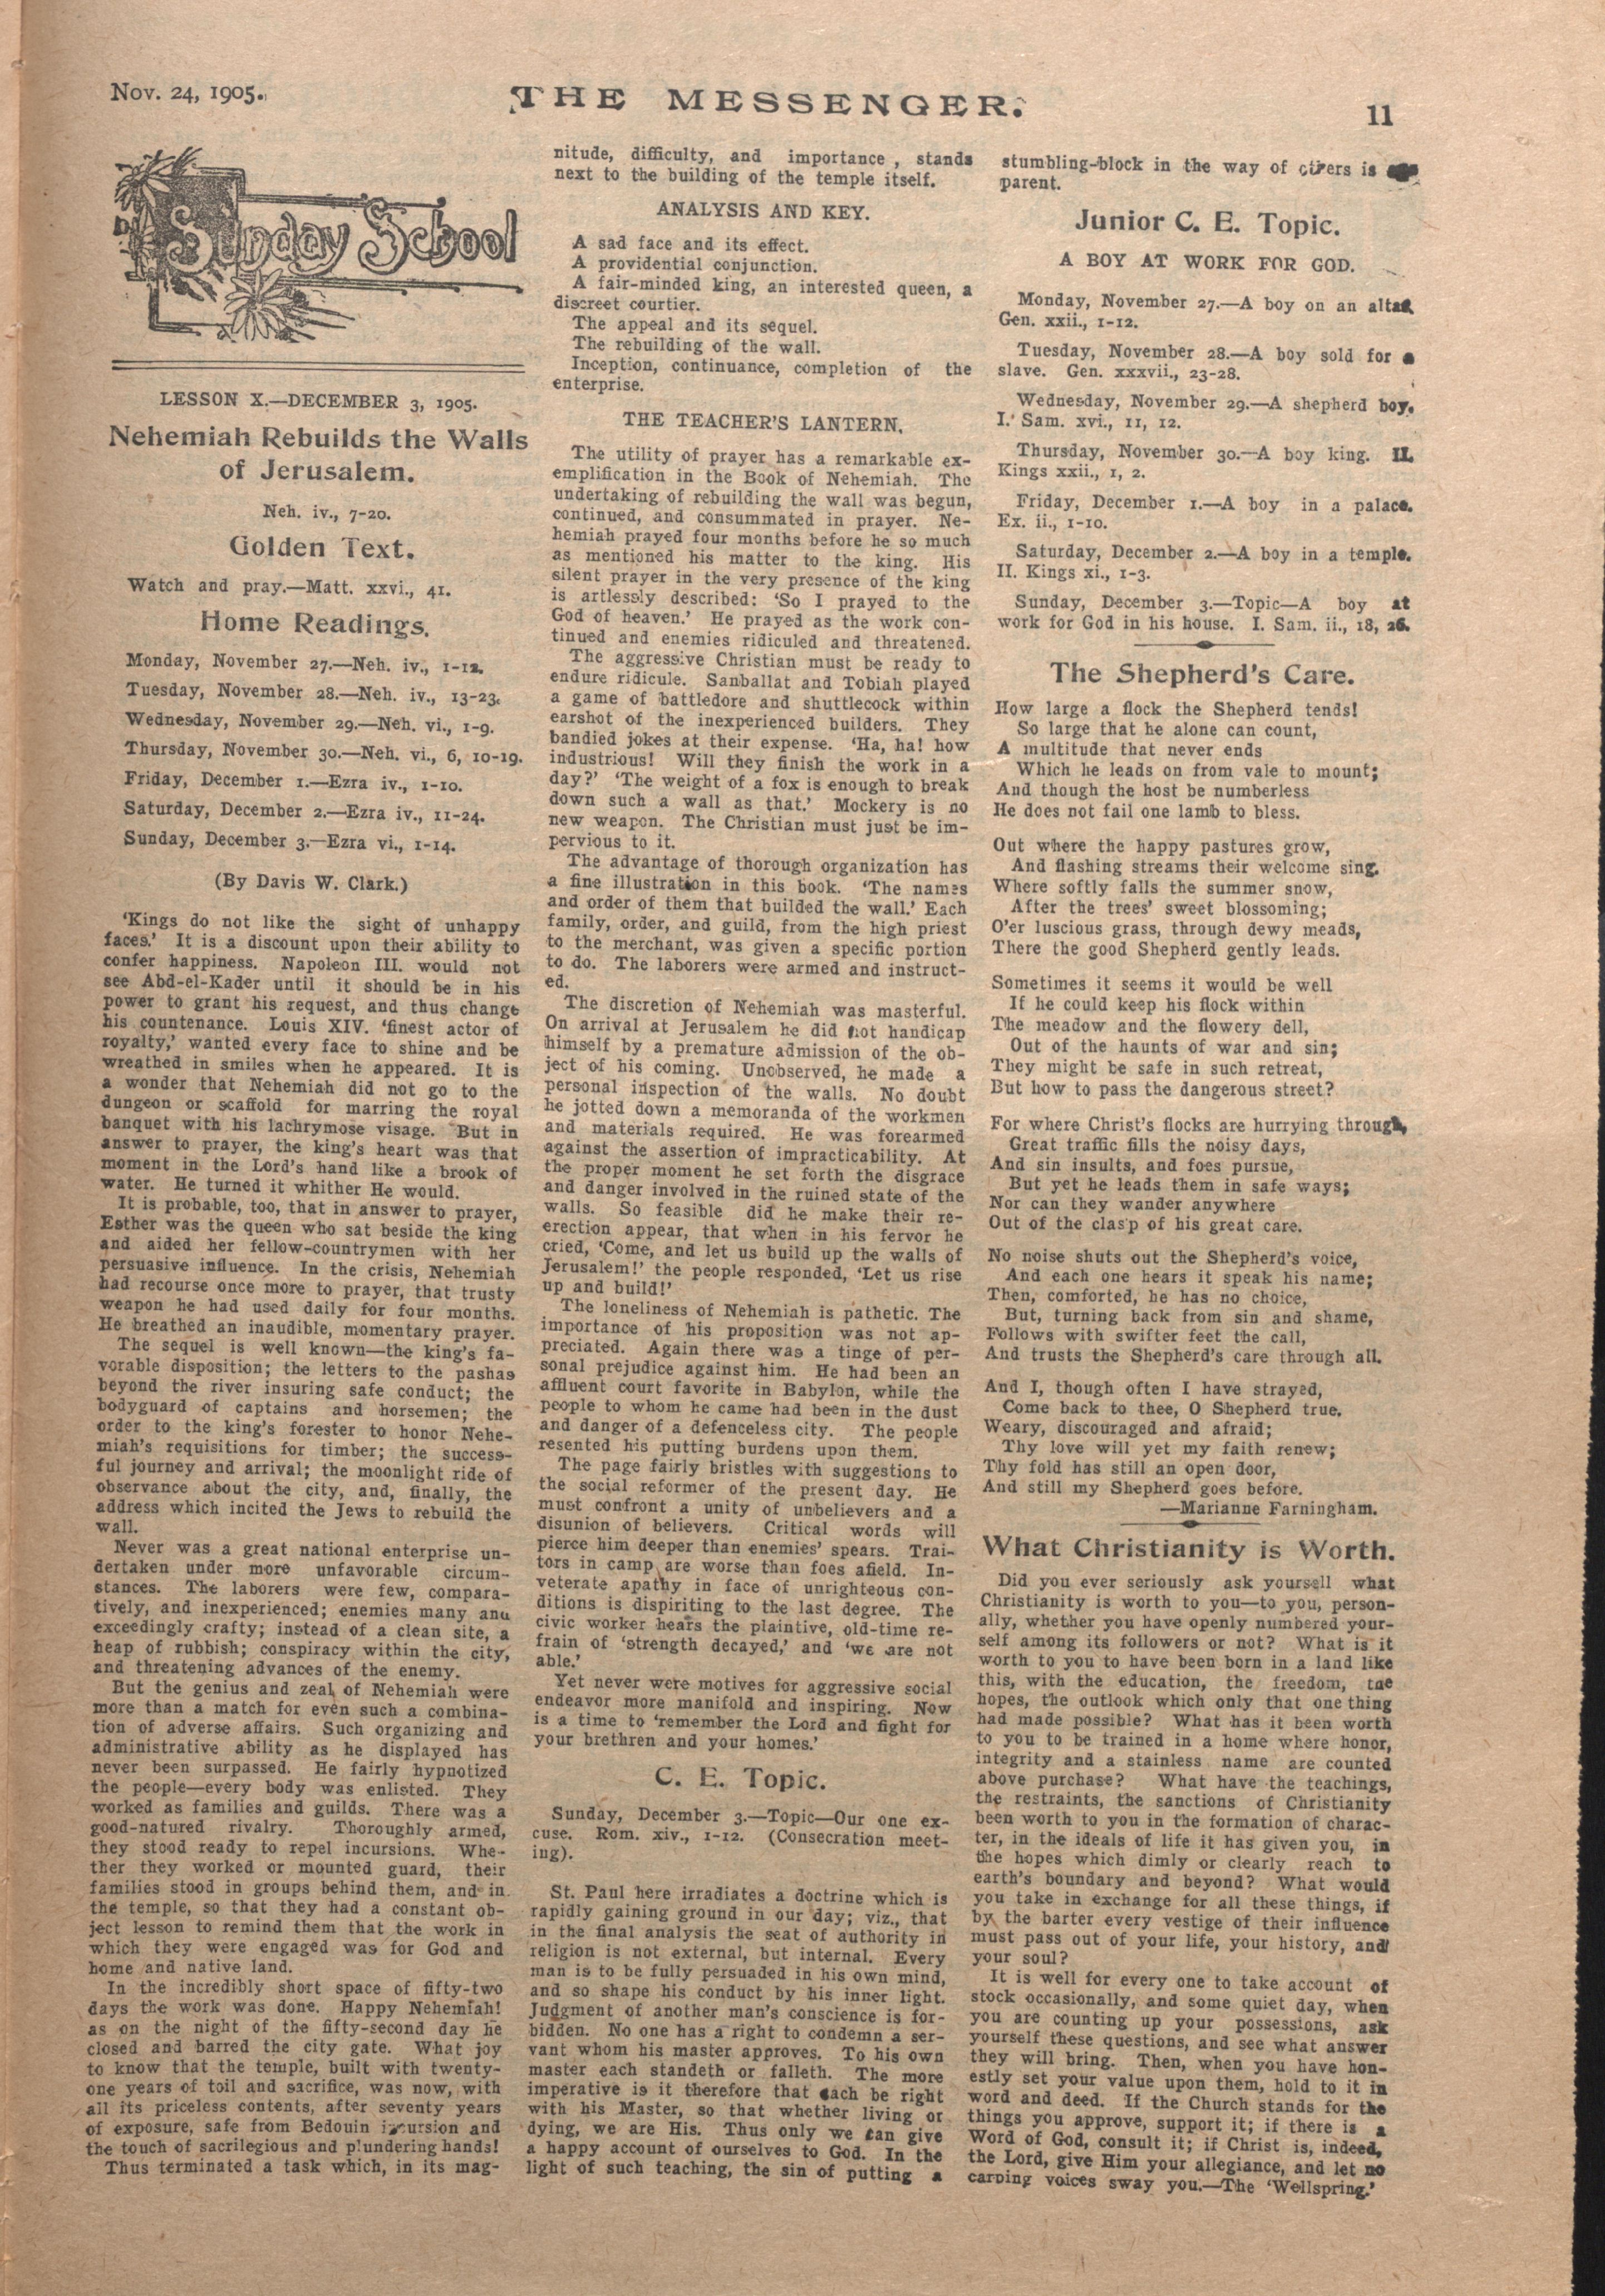 Nov. 24, 1905.
THE MESSENGER.
11
Sunday School
LESSON X.—DECEMBER 3, 1905.
Nehemiah Rebuilds the Walls
of Jerusalem.
Neh. iv., 7-20.
Golden Text.
Watch and pray.—Matt. xxvi., 41.
Home Readings.
Monday, November 27.—Neh. iv., 1-12.
Tuesday, November 28.—Neh. iv., 13-23.
Wednesday, November 29.—Neh. vi., 1-9.
Thursday, November 30.—Neh. vi., 6, 10-19.
Friday, December 1.—Ezra iv., 1-10.
Saturday, December 2.—Ezra iv., 11-24.
Sunday, December 3.—Ezra vi., 1-14.
(By Davis W. Clark.)
'Kings do not like the sight of unhappy
faces.' It is a discount upon their ability to
confer happiness. Napoleon III. would not
see Abd-el-Kader until it should be in his
power to grant his request, and thus change
his countenance. Louis XIV. 'finest actor of
royalty,' wanted every face to shine and be
wreathed in smiles when he appeared. It is
a wonder that Nehemiah did not go to the
dungeon or scaffold for marring the royal
banquet with his lachrymose visage. But in
answer to prayer, the king's heart was that
moment in the Lord's hand like a brook of
water. He turned it whither He would.
It is probable, too, that in answer to prayer,
Esther was the queen who sat beside the king
and aided her fellow-countrymen with her
persuasive influence. In the crisis, Nehemiah
had recourse once more to prayer, that trusty
weapon he had used daily for four months.
He breathed an inaudible, momentary prayer.
The sequel is well known—the king's fa-
vorable disposition; the letters to the pashas
beyond the river insuring safe conduct; the
bodyguard of captains and horsemen; the
order to the king's forester to honor Nehe-
miah's requisitions for timber; the success-
ful journey and arrival; the moonlight ride of
observance about the city, and, finally, the
address which incited the Jews to rebuild the
wall.
Never was a great national enterprise un-
dertaken under more unfavorable circum-
stances. The laborers were few, compara-
tively, and inexperienced; enemies many and
exceedingly crafty; instead of a clean site, a
heap of rubbish; conspiracy within the city,
and threatening advances of the enemy.
But the genius and zeal of Nehemiah were
more than a match for even such a combina-
tion of adverse affairs. Such organizing and
administrative ability as he displayed has
never been surpassed. He fairly hypnotized
the people—every body was enlisted. They
worked as families and guilds. There was a
good-natured rivalry. Thoroughly armed,
they stood ready to repel incursions. Whe-
ther they worked or mounted guard, their
families stood in groups behind them, and in
the temple, so that they had a constant ob-
ject lesson to remind them that the work in
which they were engaged was for God and
home and native land.
In the incredibly short space of fifty-two
days the work was done. Happy Nehemiah!
as on the night of the fifty-second day he
closed and barred the city gate. What joy
to know that the temple, built with twenty-
one years of toil and sacrifice, was now, with
all its priceless contents, after seventy years
of exposure, safe from Bedouin incursion and
the touch of sacrilegious and plundering hands!
Thus terminated a task which, in its mag-
nitude, difficulty, and importance, stands
next to the building of the temple itself.
ANALYSIS AND KEY.
A sad face and its effect.
A providential conjunction.
A fair-minded king, an interested queen, a
discreet courtier.
The appeal and its sequel.
The rebuilding of the wall.
Inception, continuance, completion of the
enterprise.
THE TEACHER'S LANTERN.
The utility of prayer has a remarkable ex-
emplification in the Book of Nehemiah. The
undertaking of rebuilding the wall was begun,
continued, and consummated in prayer. Ne-
hemiah prayed four months before he so much
as mentioned his matter to the king. His
silent prayer in the very presence of the king
is artlessly described: 'So I prayed to the
God of heaven.' He prayed as the work con-
tinued and enemies ridiculed and threatened.
The aggressive Christian must be ready to
endure ridicule. Sanballat and Tobiah played
a game of battledore and shuttlecock within
earshot of the inexperienced builders. They
bandied jokes at their expense. 'Ha, ha! how
industrious! Will they finish the work in a
day?' 'The weight of a fox is enough to break
down such a wall as that.' Mockery is no
new weapon. The Christian must just be im-
pervious to it.
The advantage of thorough organization has
a fine illustration in this book. 'The names
and order of them that builded the wall.' Each
family, order, and guild, from the high priest
to the merchant, was given a specific portion
to do. The laborers were armed and instruct-
ed.
The discretion of Nehemiah was masterful.
On arrival at Jerusalem he did not handicap
himself by a premature admission of the ob-
ject of his coming. Unobserved, he made a
personal inspection of the walls. No doubt
he jotted down a memoranda of the workmen
and materials required. He was forearmed
against the assertion of impracticability. At
the proper moment he set forth the disgrace
and danger involved in the ruined state of the
walls. So feasible did he make their re-
erection appear, that when in his fervor he
cried, 'Come, and let us build up the walls of
Jerusalem!' the people responded, 'Let us rise
up and build!'
The loneliness of Nehemiah is pathetic. The
importance of his proposition was not ap-
preciated. Again there was a tinge of per-
sonal prejudice against him. He had been an
affluent court favorite in Babylon, while the
people to whom he came had been in the dust
and danger of a defenceless city. The people
resented his putting burdens upon them.
The page fairly bristles with suggestions to
the social reformer of the present day. He
must confront a unity of unbelievers and a
disunion of believers. Critical words will
pierce him deeper than enemies' spears. Trai-
tors in camp are worse than foes afield. In-
veterate apathy in face of unrighteous con-
ditions is dispiriting to the last degree. The
civic worker hears the plaintive, old-time re-
frain of 'strength decayed,' and 'we are not
able.'
Yet never were motives for aggressive social
endeavor more manifold and inspiring. Now
is a time to 'remember the Lord and fight for
your brethren and your homes.'
C. E. Topic.
Sunday, December 3.—Topic—Our one ex-
cuse. Rom. xiv., 1-12. (Consecration meet-
ing).
St. Paul here irradiates a doctrine which is
rapidly gaining ground in our day; viz., that
in the final analysis the seat of authority in
religion is not external, but internal. Every
man is to be fully persuaded in his own mind,
and so shape his conduct by his inner light.
Judgment of another man's conscience is for-
bidden. No one has a right to condemn a ser-
vant whom his master approves. To his own
master each standeth or falleth. The more
imperative is it therefore that each be right
with his Master, so that whether living or
dying, we are His. Thus only we can give
a happy account of ourselves to God. In the
light of such teaching, the sin of putting a
stumbling-block in the way of others is ap-
parent.
Junior C. E. Topic.
A BOY AT WORK FOR GOD.
Monday, November 27.—A boy on an altar.
Gen. xxii., 1-12.
Tuesday, November 28.—A boy sold for a
slave. Gen. xxxvii., 23-28.
Wednesday, November 29.—A shepherd boy.
I. Sam. xvi., 11, 12.
Thursday, November 30.—A boy king. II.
Kings xxii., 1, 2.
Friday, December 1.—A boy in a palace.
Ex. ii., 1-10.
Saturday, December 2.—A boy in a temple.
II. Kings xi., 1-3.
Sunday, December 3.—Topic—A boy at
work for God in his house. I. Sam. ii., 18, 26.
The Shepherd's Care.
How large a flock the Shepherd tends!
So large that he alone can count,
A multitude that never ends
Which he leads on from vale to mount;
And though the host be numberless
He does not fail one lamb to bless.
Out where the happy pastures grow,
And flashing streams their welcome sing.
Where softly falls the summer snow,
After the trees' sweet blossoming;
O'er luscious grass, through dewy meads,
There the good Shepherd gently leads.
Sometimes it seems it would be well
If he could keep his flock within
The meadow and the flowery dell,
Out of the haunts of war and sin;
They might be safe in such retreat,
But how to pass the dangerous street?
For where Christ's flocks are hurrying through,
Great traffic fills the noisy days,
And sin insults, and foes pursue,
But yet he leads them in safe ways;
Nor can they wander anywhere
Out of the clasp of his great care.
No noise shuts out the Shepherd's voice,
And each one hears it speak his name;
Then, comforted, he has no choice,
But, turning back from sin and shame,
Follows with swifter feet the call,
And trusts the Shepherd's care through all.
And I, though often I have strayed,
Come back to thee, O Shepherd true.
Weary, discouraged and afraid;
Thy love will yet my faith renew;
Thy fold has still an open door,
And still my Shepherd goes before.
—Marianne Farningham.
What Christianity is Worth.
Did you ever seriously ask yourself what
Christianity is worth to you—to you, person-
ally, whether you have openly numbered your-
self among its followers or not? What is it
worth to you to have been born in a land like
this, with the education, the freedom, the
hopes, the outlook which only that one thing
had made possible? What has it been worth
to you to be trained in a home where honor,
integrity and a stainless name are counted
above purchase? What have the teachings,
the restraints, the sanctions of Christianity
been worth to you in the formation of charac-
ter, in the ideals of life it has given you, in
the hopes which dimly or clearly reach to
earth's boundary and beyond? What would
you take in exchange for all these things, if
by the barter every vestige of their influence
must pass out of your life, your history, and
your soul?
It is well for every one to take account of
stock occasionally, and some quiet day, when
you are counting up your possessions, ask
yourself these questions, and see what answer
they will bring. Then, when you have hon-
estly set your value upon them, hold to it in
word and deed. If the Church stands for the
things you approve, support it; if there is a
Word of God, consult it; if Christ is, indeed,
the Lord, give Him your allegiance, and let no
carping voices sway you.—The 'Wellspring.'